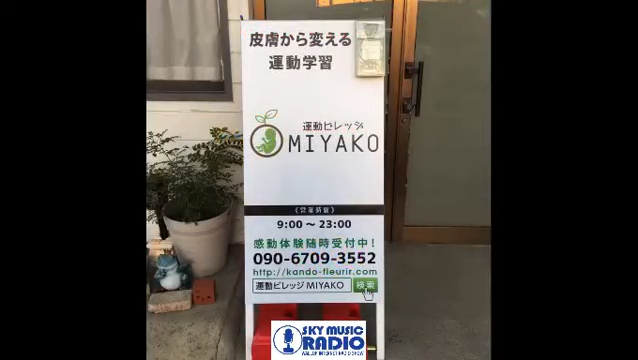 皮膚から変える
運動学習
運動ビレッジ
MIYAKO
《営業時間》
9:00 〜 23:00
感動体験随時受付中！
090-6709-3552
http://kando-fleurir.com
運動ビレッジ MIYAKO 検索
SKY MUSIC
RADIO